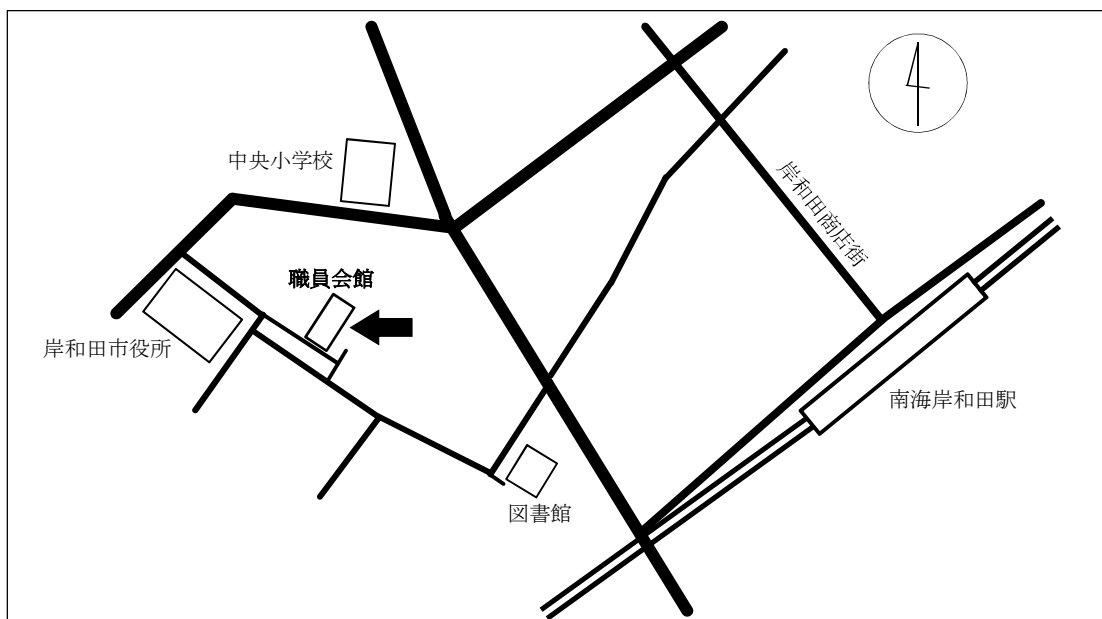 中央小学校
岸和田商店街
職員会館
岸和田市役所
南海岸和田駅
図書館